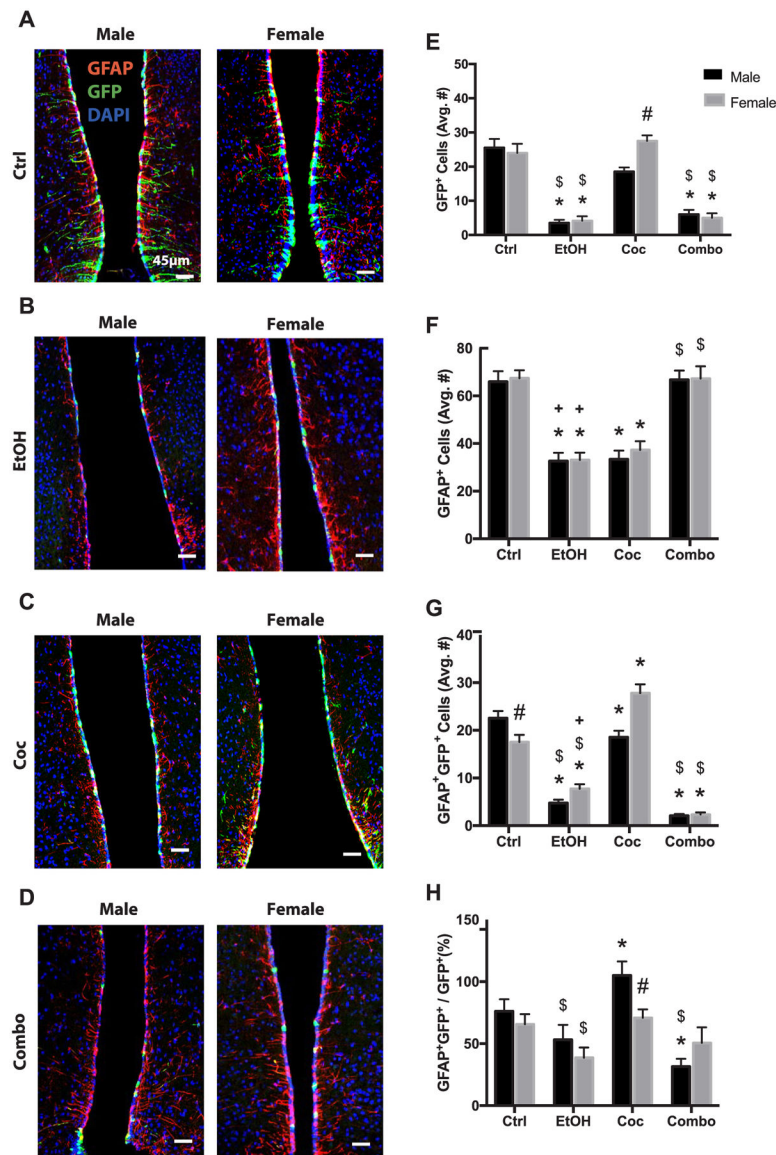 A
Male
Female
GFAP
GFP
DAPI
Ctrl
45µm
B
Male
Female
EtOH
C
Male
Female
Coc
D
Male
Female
Combo
E
GFP+ Cells (Avg. #)
40
30
20
10
0
#
$ $ $ $
* * * *
Ctrl EtOH Coc Combo
Male
Female
F
GFAP+ Cells (Avg. #)
80
60
40
20
0
+ +
* * * *
$ $
Ctrl EtOH Coc Combo
G
GFAP+GFP+ Cells (Avg. #)
40
30
20
10
0
#
+
$ $
* *
* *
$ $
* *
Ctrl EtOH Coc Combo
H
GFAP+GFP+ / GFP+(%)
150
100
50
0
$ $
*
#
$
*
Ctrl EtOH Coc Combo